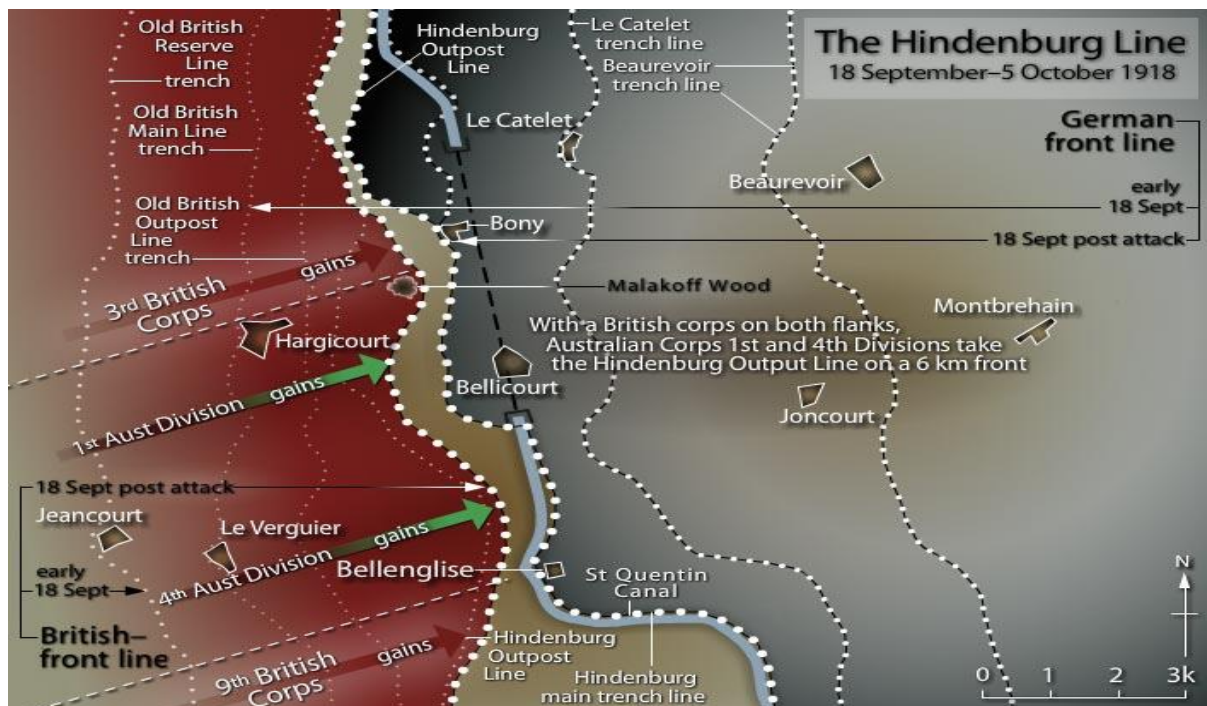 The Hindenburg Line
18 September–5 October 1918
Old British
Reserve
Line
trench
Hindenburg
Outpost
Line
Le Catelet
trench line
Beaurevoir
trench line
Old British
Main Line
trench
Le Catelet
German
front line
Beaurevoir
early
18 Sept
Old British
Outpost
Line
trench
Bony
18 Sept post attack
3rd British
Corps
gains
Malakoff Wood
Montbrehain
Hargicourt
With a British corps on both flanks,
Australian Corps 1st and 4th Divisions take
the Hindenburg Output Line on a 6 km front
Bellicourt
Joncourt
1st Aust Division gains
18 Sept post attack
Jeancourt
Le Verguier
4th Aust Division gains
Bellenglise
St Quentin
Canal
early
18 Sept
British–
front line
9th British
Corps
gains
Hindenburg
Outpost
Line
Hindenburg
main trench line
N
0 1 2 3k